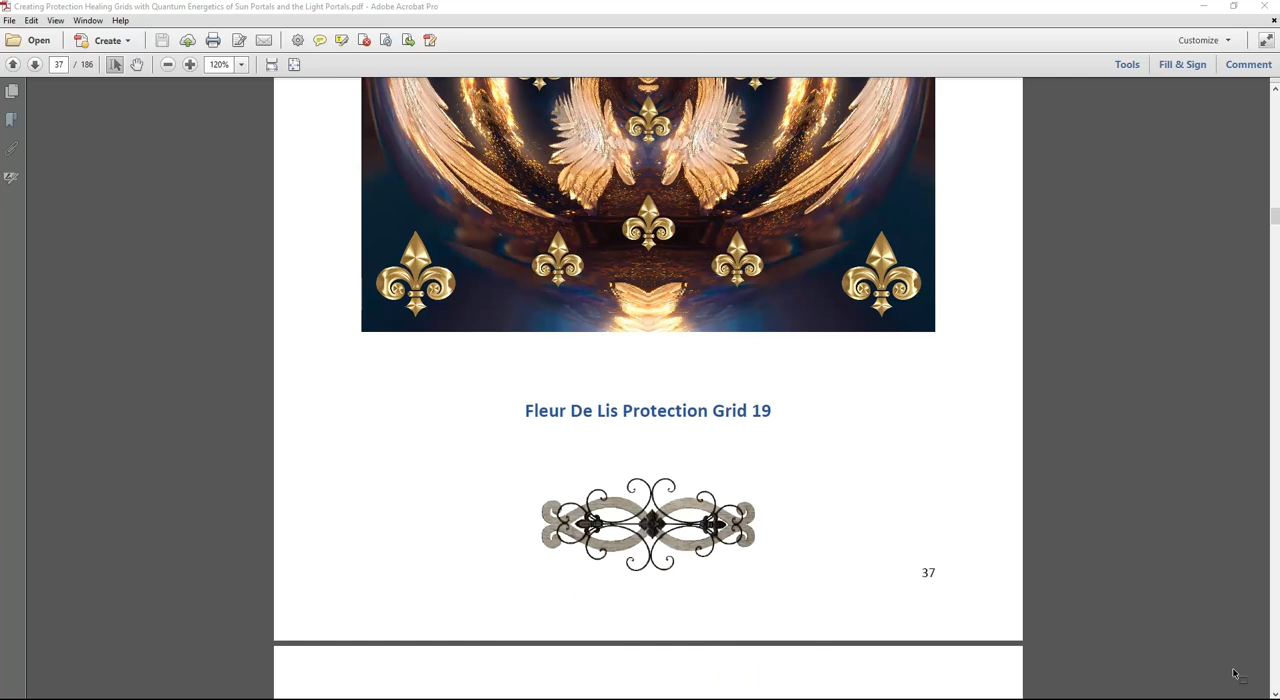 Creating Protection Healing Grids with Quantum Energetics of Sun Portals and the Light Portals.pdf - Adobe Acrobat Pro
File Edit View Window Help
Open Create Customize
37 / 186 120% Tools Fill & Sign Comment
Fleur De Lis Protection Grid 19
37